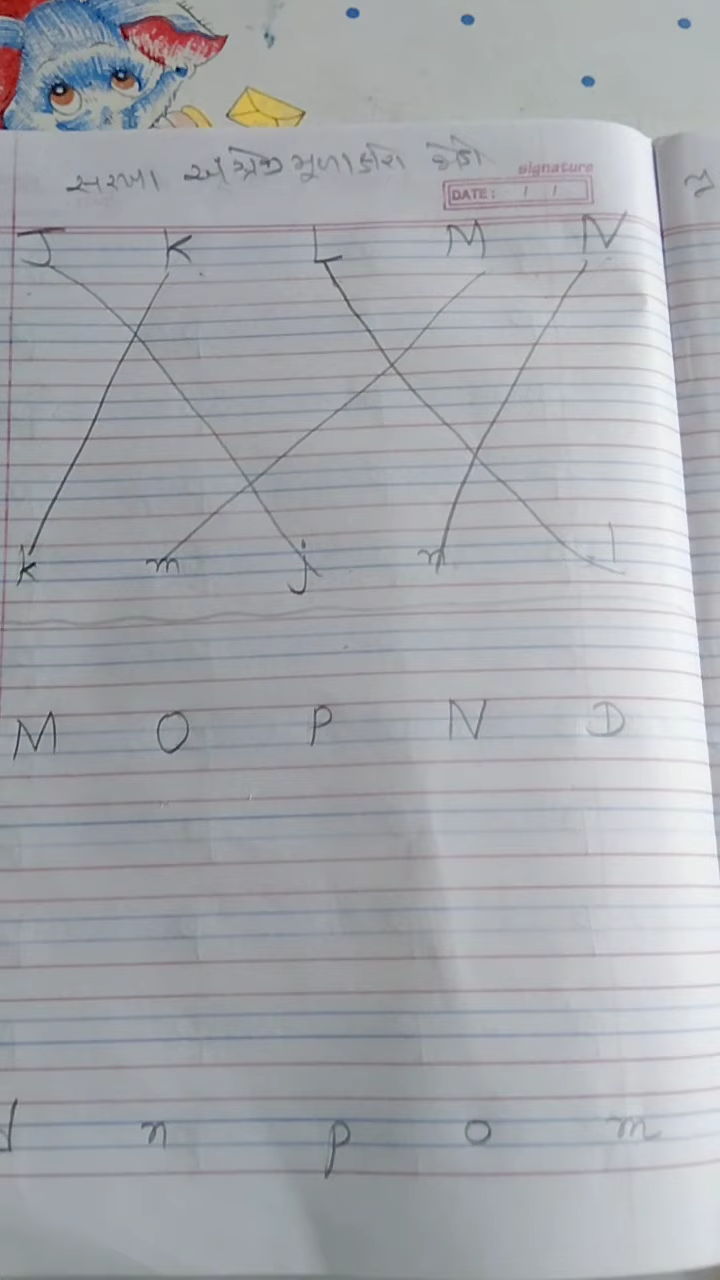 સરખા અંગ્રેજી મૂળાક્ષરો જોડો
signature
DATE: / /
J K L M N
k m j n l
M O P N D
d n p o m